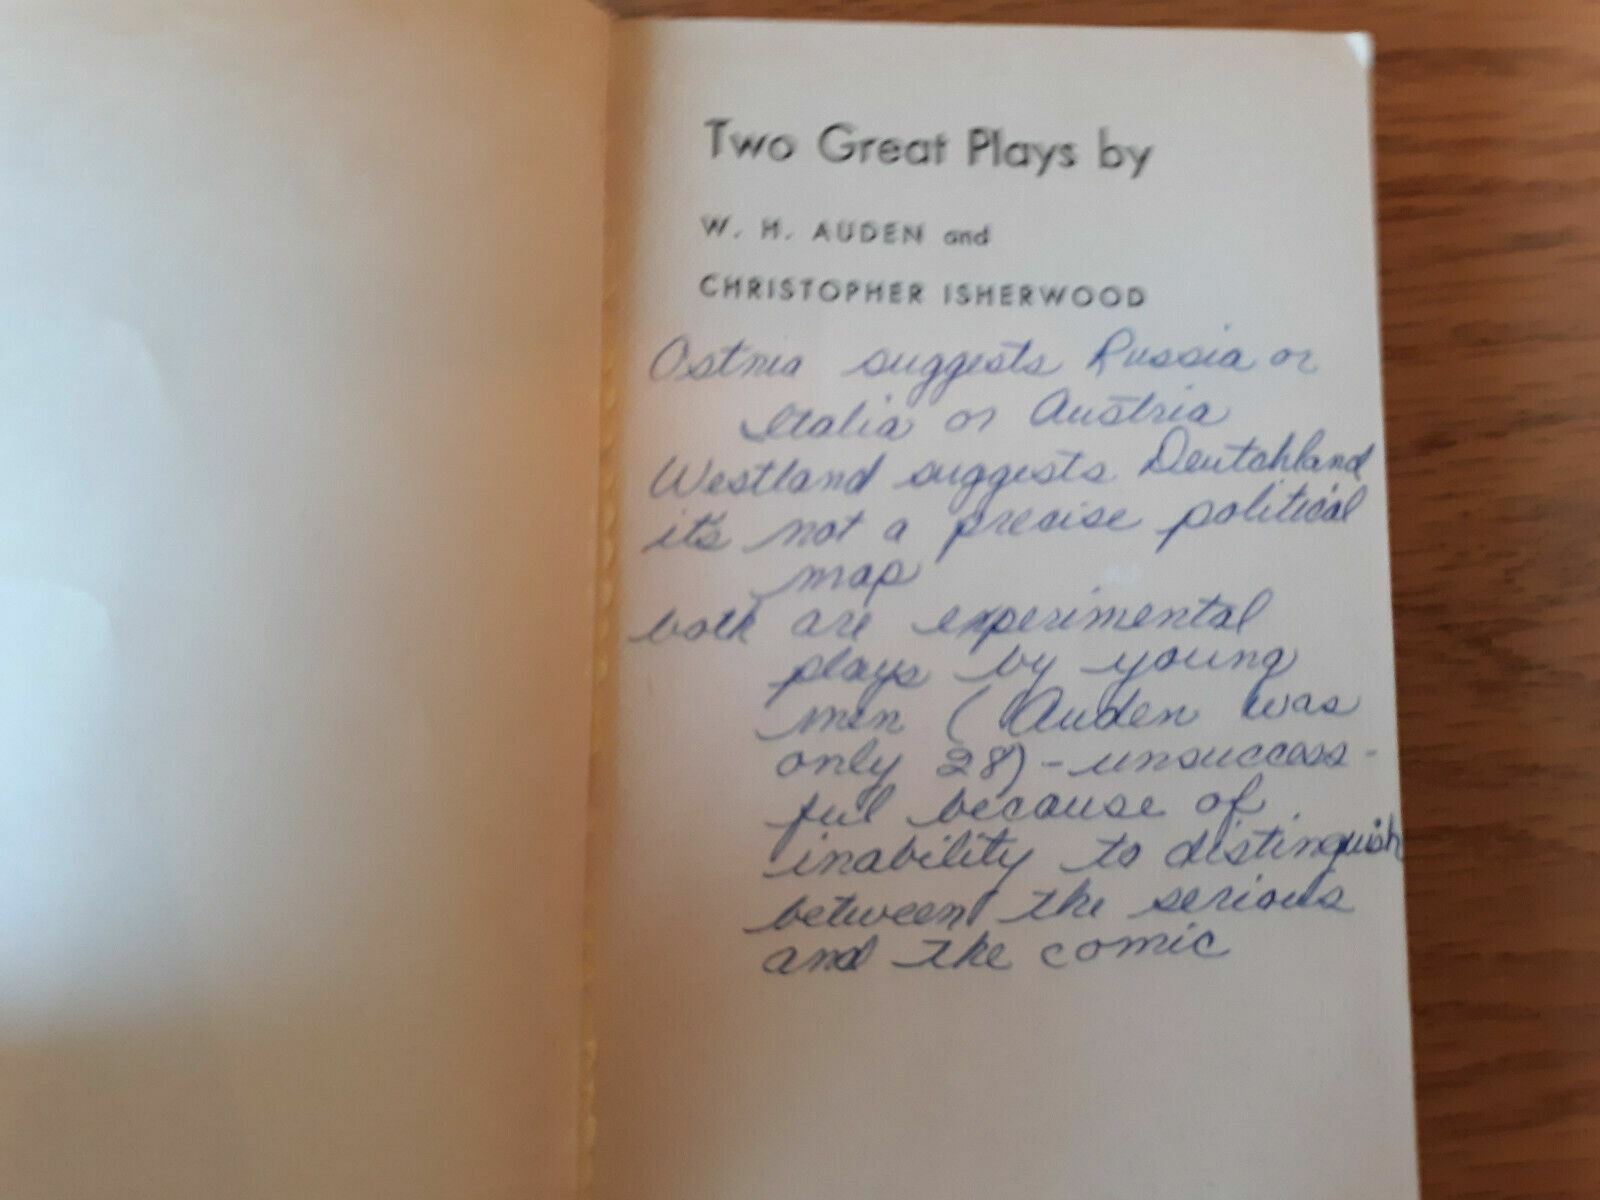 Two Great Plays by
W. H. AUDEN and
CHRISTOPHER ISHERWOOD
Ostnia suggests Russia or
Italia or Austria
Westland suggests Deutchland
it's not a precise political
map
both are experimental
plays by young
men (Auden was
only 28) - unsuccess-
ful because of
inability to distinguish
between the serious
and the comic